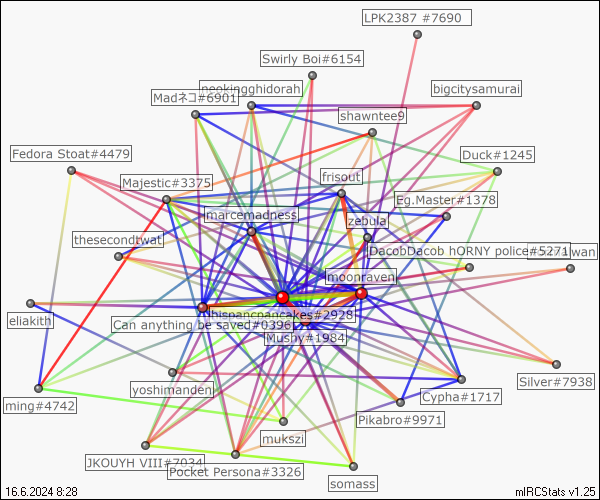 LPK2387 #7690
Swirly Boi#6154
neokingghidorah
bigcitysamurai
Madネコ#6901
shawntee9
Fedora Stoat#4479
Duck#1245
Majestic#3375
frisout
Eg.Master#1378
marcemadness
zebula
thesecondtwat
DacobDacob hORNY police#5271
moonraven
hispancpancakes#2928
eliakith
Can anything be saved#0396
Mushy#1984
Silver#7938
yoshimanden
Cypha#1717
ming#4742
Pikabro#9971
mukszi
JKOUYH VIII#7034
Pocket Persona#3326
somass
16.6.2024 8:28
mIRCStats v1.25